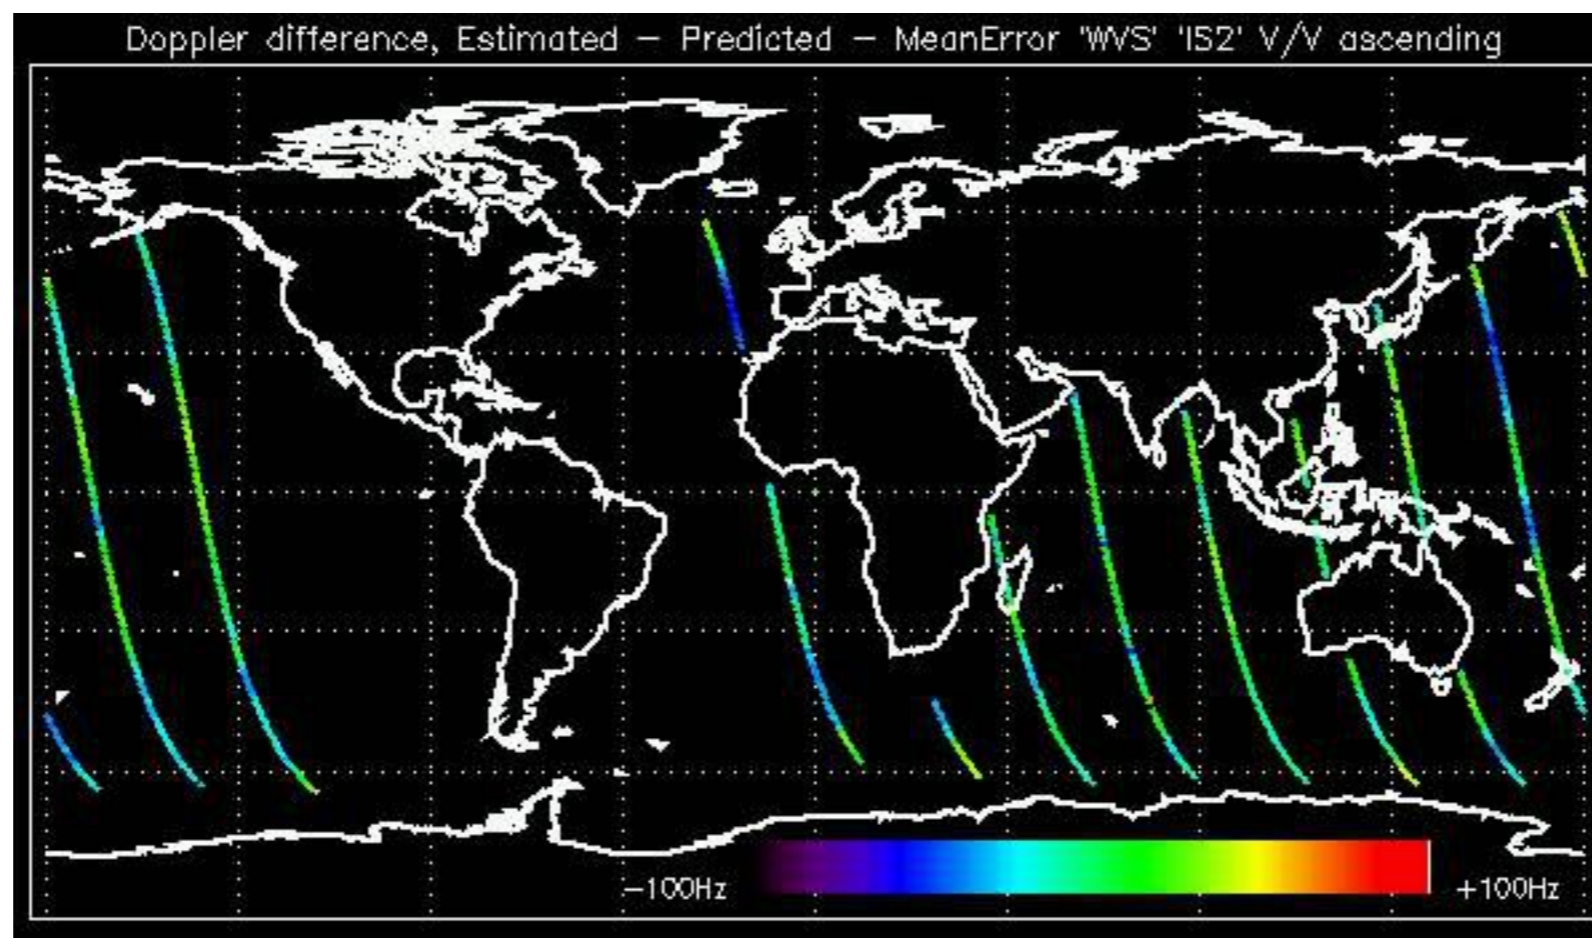 Doppler difference, Estimated - Predicted - MeanError 'WVS' 'IS2' V/V ascending
-100Hz
+100Hz